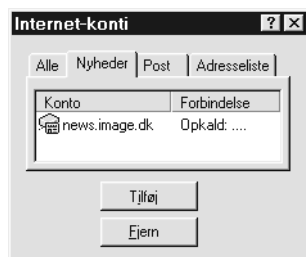 Internet-konti
Alle Nyheder Post Adresseliste
Konto Forbindelse
news.image.dk Opkald: ....
Tilføj
Fjern